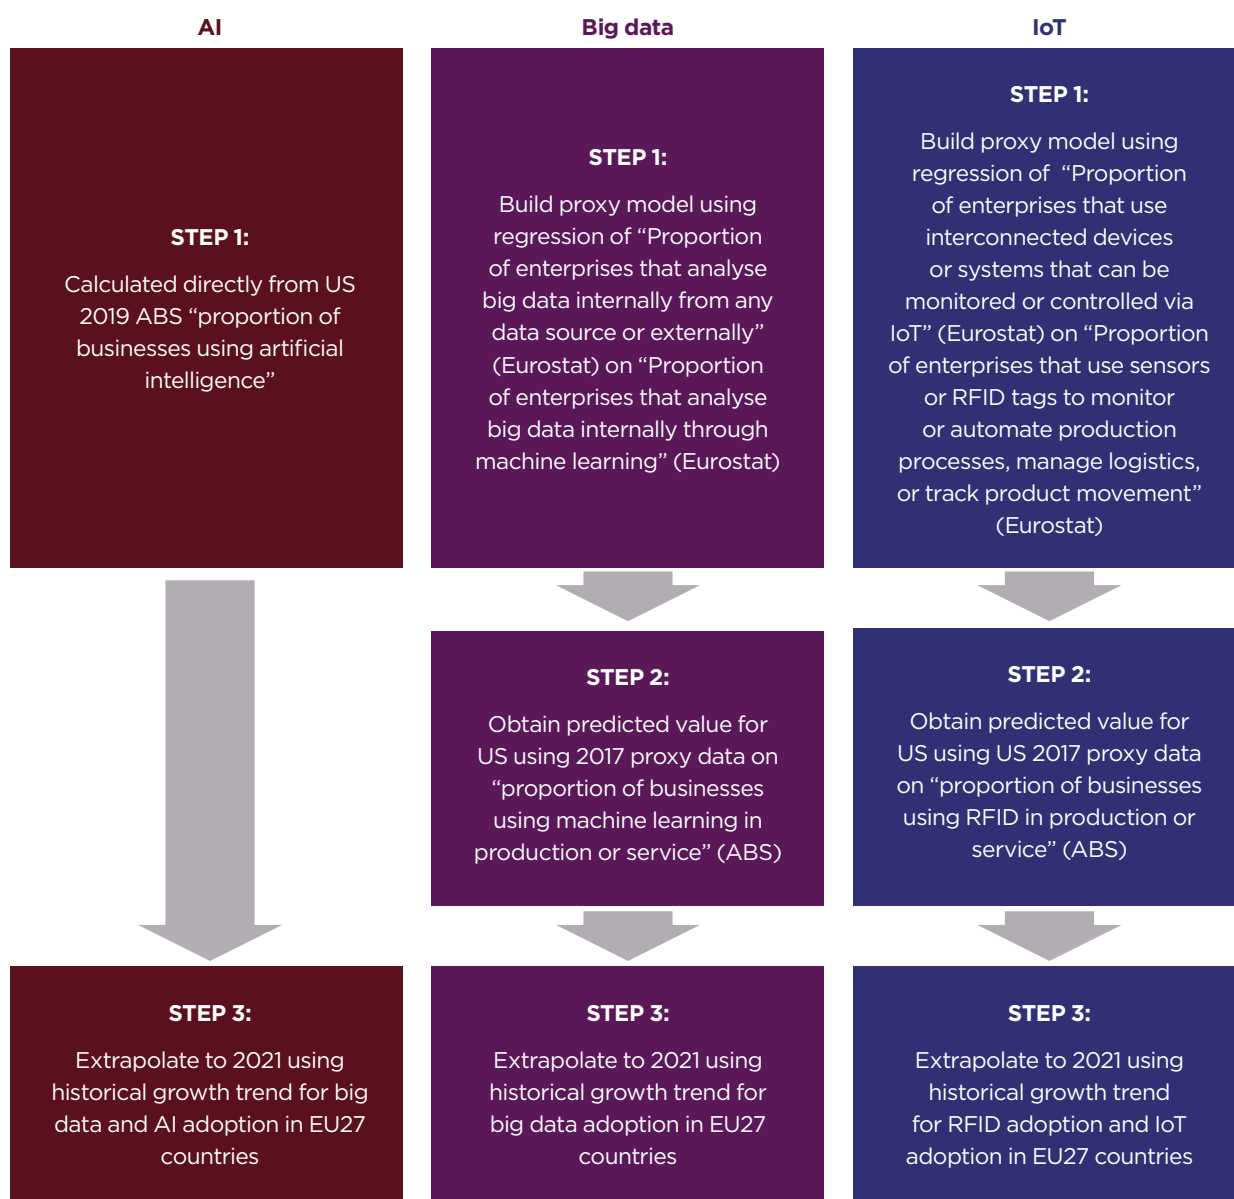 AI
STEP 1:
Calculated directly from US
2019 ABS “proportion of
businesses using artificial
intelligence”
STEP 3:
Extrapolate to 2021 using
historical growth trend for big
data and AI adoption in EU27
countries
Big data
STEP 1:
Build proxy model using
regression of “Proportion
of enterprises that analyse
big data internally from any
data source or externally”
(Eurostat) on “Proportion
of enterprises that analyse
big data internally through
machine learning” (Eurostat)
STEP 2:
Obtain predicted value for
US using 2017 proxy data on
“proportion of businesses
using machine learning in
production or service” (ABS)
STEP 3:
Extrapolate to 2021 using
historical growth trend for
big data adoption in EU27
countries
IoT
STEP 1:
Build proxy model using
regression of “Proportion
of enterprises that use
interconnected devices
or systems that can be
monitored or controlled via
IoT” (Eurostat) on “Proportion
of enterprises that use sensors
or RFID tags to monitor
or automate production
processes, manage logistics,
or track product movement”
(Eurostat)
STEP 2:
Obtain predicted value for
US using US 2017 proxy data
on “proportion of businesses
using RFID in production or
service” (ABS)
STEP 3:
Extrapolate to 2021 using
historical growth trend
for RFID adoption and IoT
adoption in EU27 countries